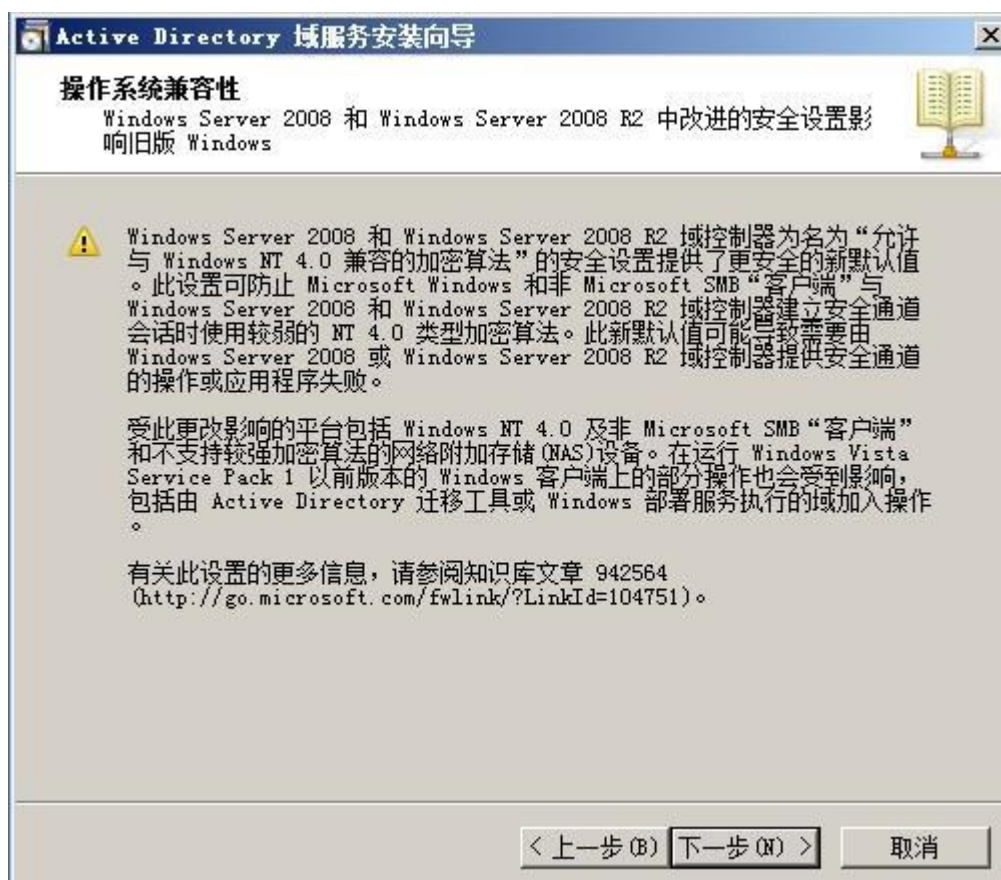 Active Directory 域服务安装向导
操作系统兼容性
Windows Server 2008 和 Windows Server 2008 R2 中改进的安全设置影
响旧版 Windows
Windows Server 2008 和 Windows Server 2008 R2 域控制器为名为“允许
与 Windows NT 4.0 兼容的加密算法”的安全设置提供了更安全的新默认值
。此设置可防止 Microsoft Windows 和非 Microsoft SMB“客户端”与
Windows Server 2008 和 Windows Server 2008 R2 域控制器建立安全通道
会话时使用较弱的 NT 4.0 类型加密算法。此新默认值可能导致需要由
Windows Server 2008 或 Windows Server 2008 R2 域控制器提供安全通道
的操作或应用程序失败。
受此更改影响的平台包括 Windows NT 4.0 及非 Microsoft SMB“客户端”
和不支持较强加密算法的网络附加存储(NAS)设备。在运行 Windows Vista
Service Pack 1 以前版本的 Windows 客户端上的部分操作也会受到影响，
包括由 Active Directory 迁移工具或 Windows 部署服务执行的域加入操作
。
有关此设置的更多信息，请参阅知识库文章 942564
(http://go.microsoft.com/fwlink/?LinkId=104751)。
< 上一步(B) 下一步(N) > 取消